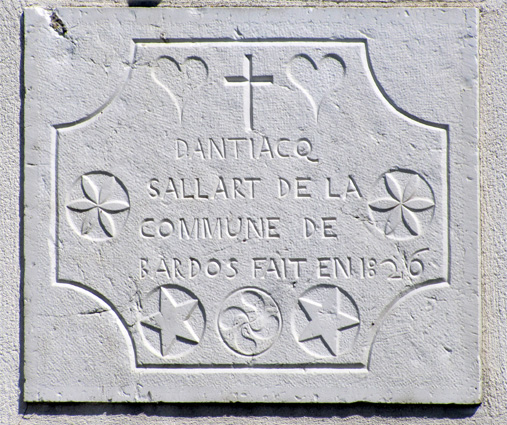 DANTIACQ
SALLART DE LA
COMMUNE DE
BARDOS FAIT EN 1826